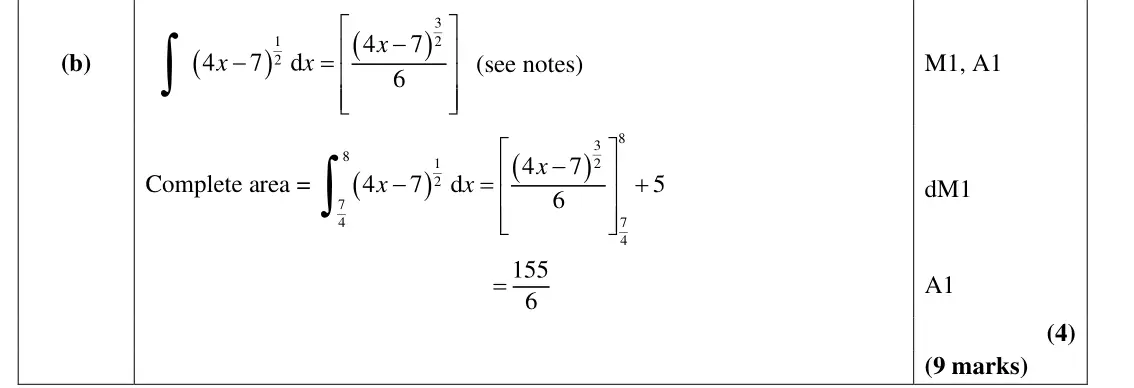 (b) ∫ (4x − 7)^{1/2} dx = [ (4x − 7)^{3/2} / 6 ] (see notes) M1, A1
Complete area = ∫_{7/4}^{8} (4x − 7)^{1/2} dx = [ (4x − 7)^{3/2} / 6 ]_{7/4}^{8} + 5 dM1
= 155/6 A1
(4)
(9 marks)